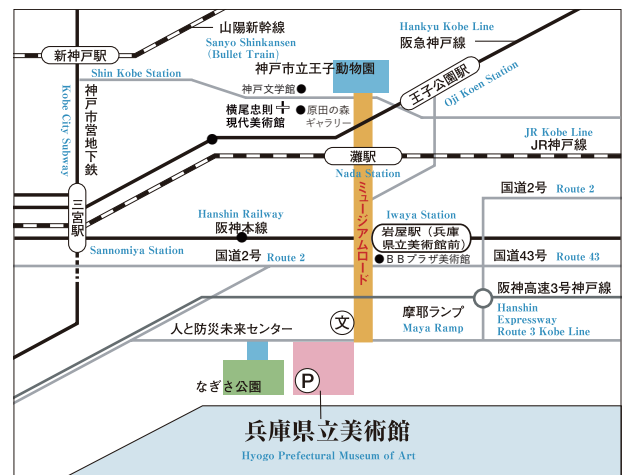 山陽新幹線
Sanyo Shinkansen
(Bullet Train)
Hankyu Kobe Line
阪急神戸線
新神戸駅
Shin Kobe Station
神戸市立王子動物園
神戸文学館
横尾忠則
現代美術館
原田の森
ギャラリー
王子公園駅
Oji Koen Station
神戸市営地下鉄
Kobe City Subway
JR Kobe Line
JR神戸線
灘駅
Nada Station
ミュージアムロード
国道2号 Route 2
三宮駅
Sannomiya Station
Hanshin Railway
阪神本線
Iwaya Station
岩屋駅（兵庫
県立美術館前）
BBプラザ美術館
国道2号 Route 2
国道43号 Route 43
阪神高速3号神戸線
Hanshin
Expressway
Route 3 Kobe Line
摩耶ランプ
Maya Ramp
文
人と防災未来センター
なぎさ公園
P
兵庫県立美術館
Hyogo Prefectural Museum of Art